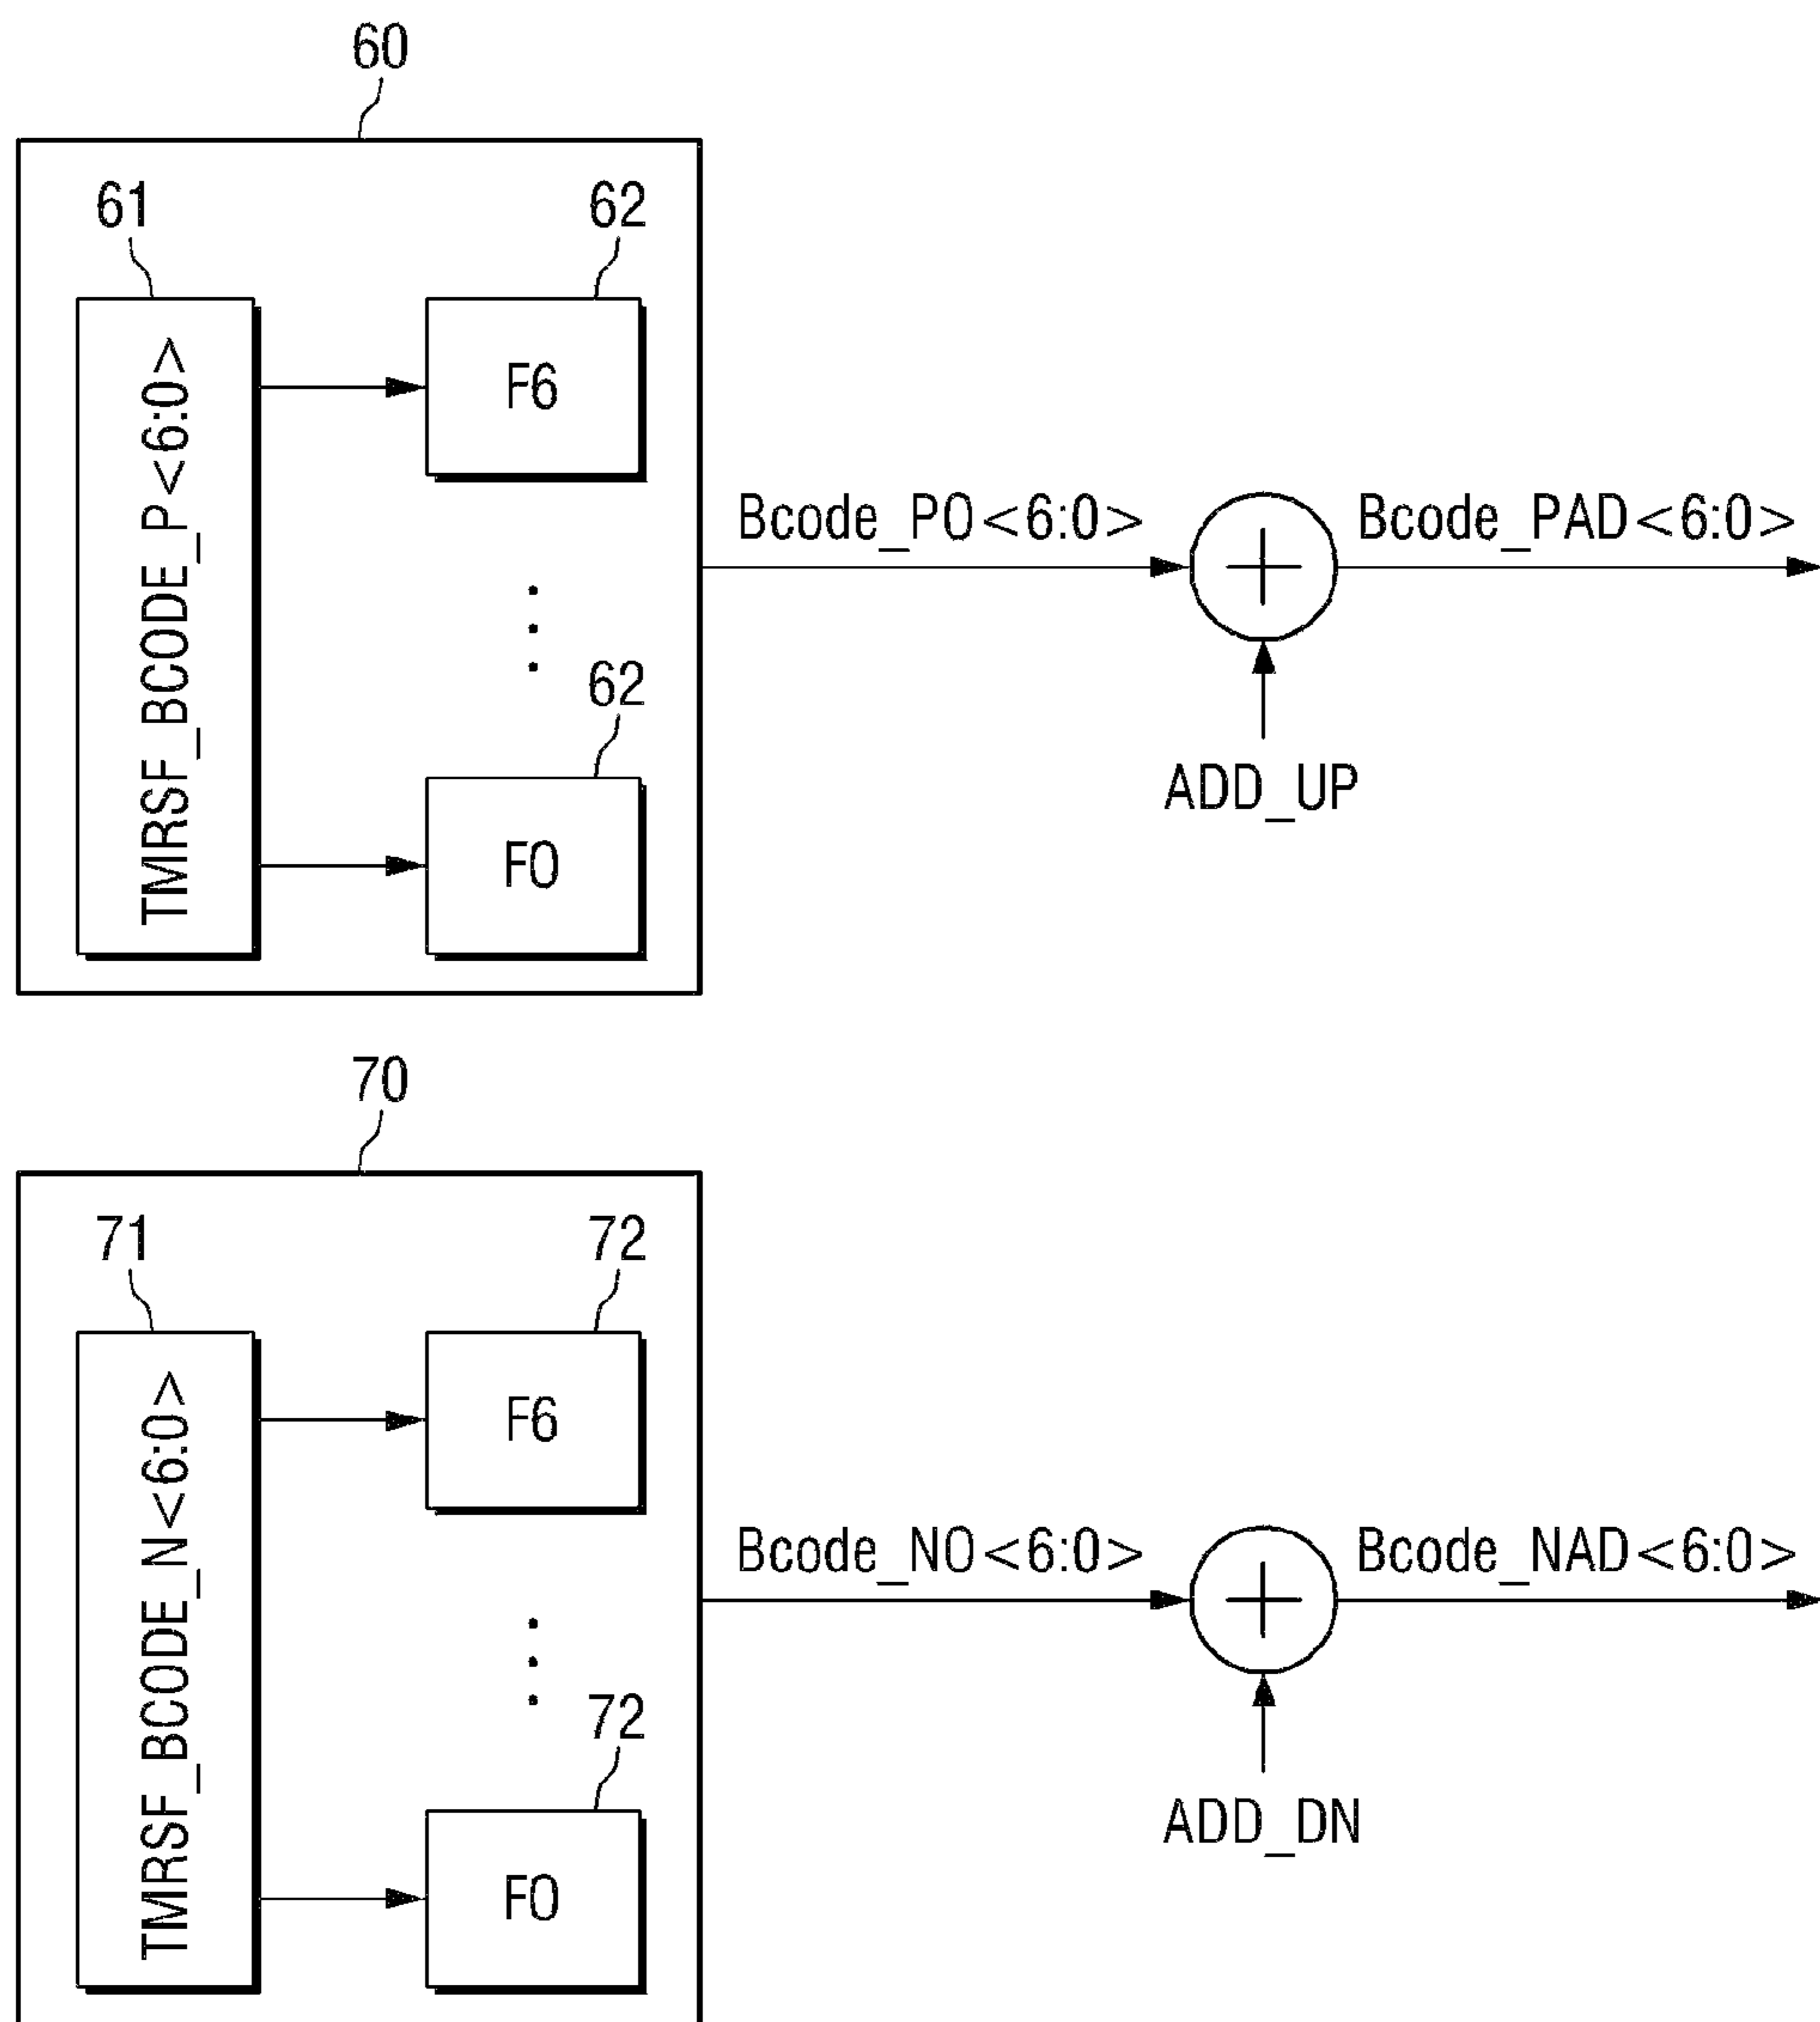 60
61
62
TMRSF_BCODE_P<6:0>
F6
62
F0
Bcode_P0<6:0>
Bcode_PAD<6:0>
ADD_UP
70
71
72
TMRSF_BCODE_N<6:0>
F6
72
F0
Bcode_N0<6:0>
Bcode_NAD<6:0>
ADD_DN